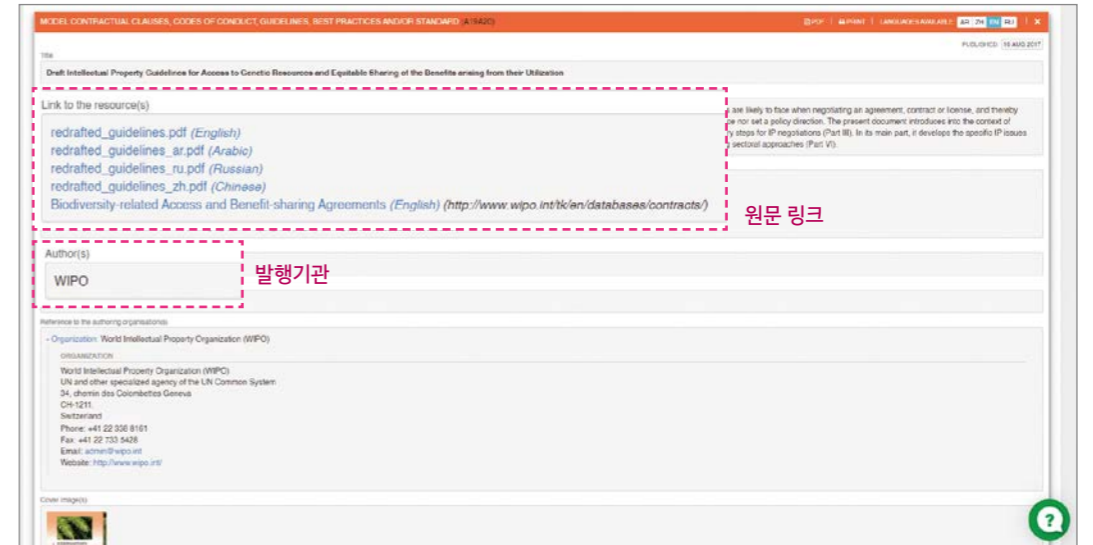 MODEL CONTRACTUAL CLAUSES, CODES OF CONDUCT, GUIDELINES, BEST PRACTICES AND/OR STANDARD (A19A20)
PDF | PRINT | LANGUAGES AVAILABLE: AR ZH EN RU | X
PUBLISHED: 10 AUG 2017
Title
Draft Intellectual Property Guidelines for Access to Genetic Resources and Equitable Sharing of the Benefits arising from their Utilization
Link to the resource(s)
redrafted_guidelines.pdf (English)
redrafted_guidelines_ar.pdf (Arabic)
redrafted_guidelines_ru.pdf (Russian)
redrafted_guidelines_zh.pdf (Chinese)
Biodiversity-related Access and Benefit-sharing Agreements (English) (http://www.wipo.int/tk/en/databases/contracts/)
s are likely to face when negotiating an agreement, contract or license, and thereby
be nor set a policy direction. The present document introduces into the context of
ry steps for IP negotiations (Part III). In its main part, it develops the specific IP issues
g sectoral approaches (Part VI).
원문 링크
Author(s)
WIPO
발행기관
Reference to the authoring organisation(s)
- Organization: World Intellectual Property Organization (WIPO)
ORGANIZATION
World Intellectual Property Organization (WIPO)
UN and other specialized agency of the UN Common System
34, chemin des Colombettes Geneva
CH-1211,
Switzerland
Phone: +41 22 338 9161
Fax: +41 22 733 5428
Email: admin@wipo.int
Website: http://www.wipo.int/
Cover image(s)
?